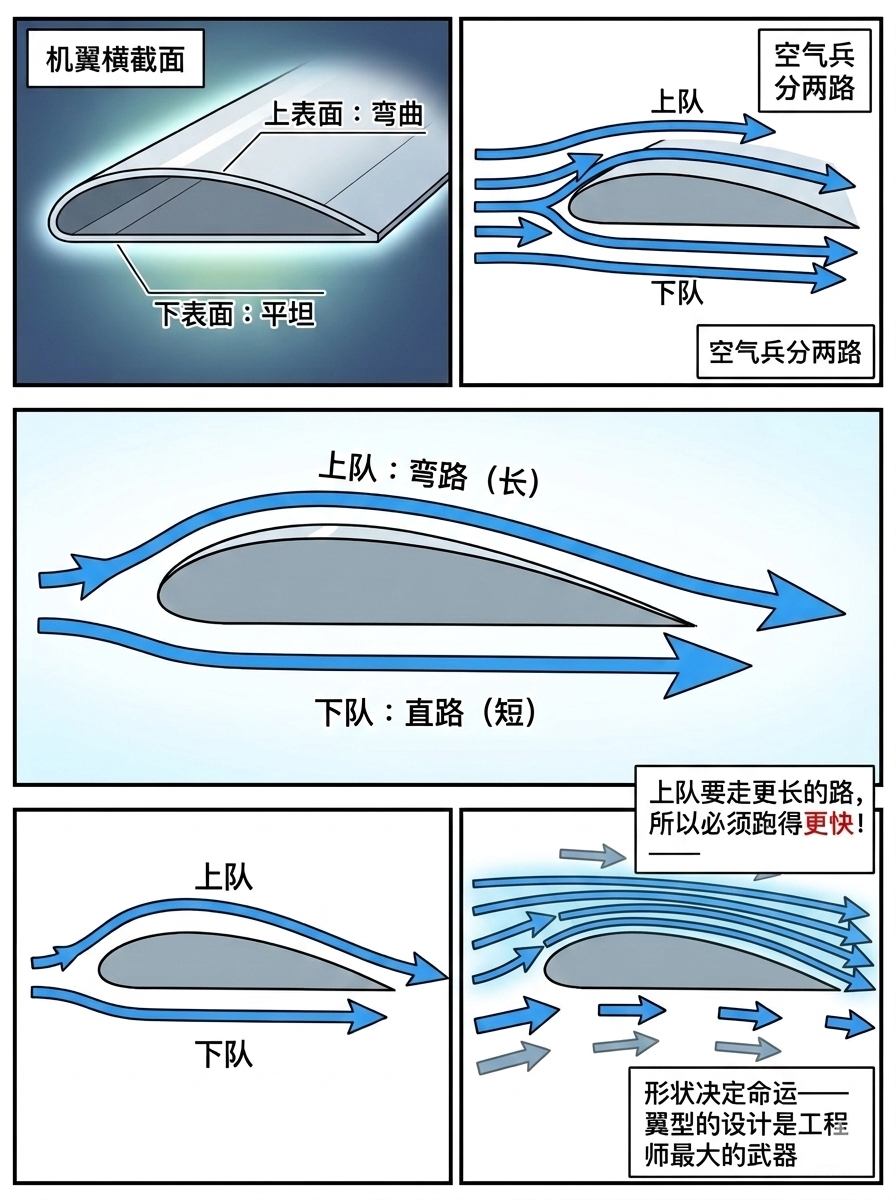 机翼横截面
上表面：弯曲
下表面：平坦
空气兵
分两路
上队
下队
空气兵分两路
上队：弯路（长）
下队：直路（短）
上队要走更长的路，
所以必须跑得更快！
——
上队
下队
形状决定命运——
翼型的设计是工程
师最大的武器